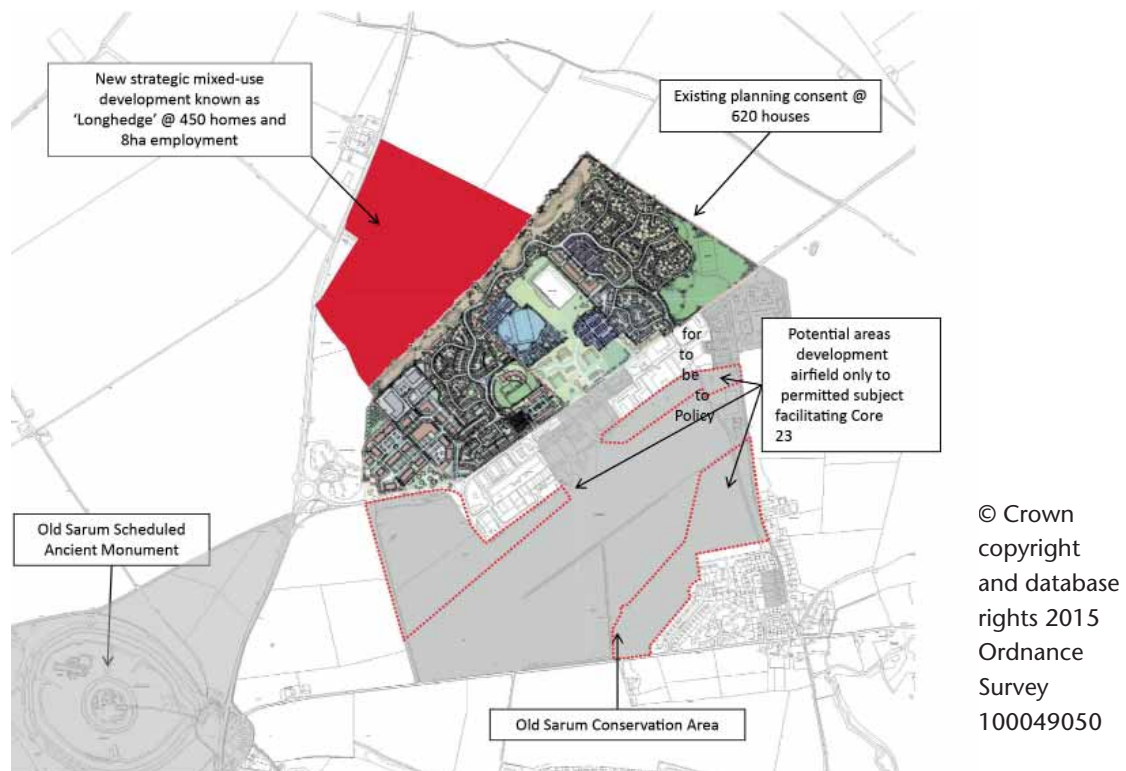 New strategic mixed-use
development known as
‘Longhedge’ @ 450 homes and
8ha employment
Existing planning consent @
620 houses
for
to
be
to
Policy
Potential areas
development
airfield only to
permitted subject
facilitating Core
23
Old Sarum Scheduled
Ancient Monument
Old Sarum Conservation Area
© Crown
copyright
and database
rights 2015
Ordnance
Survey
100049050